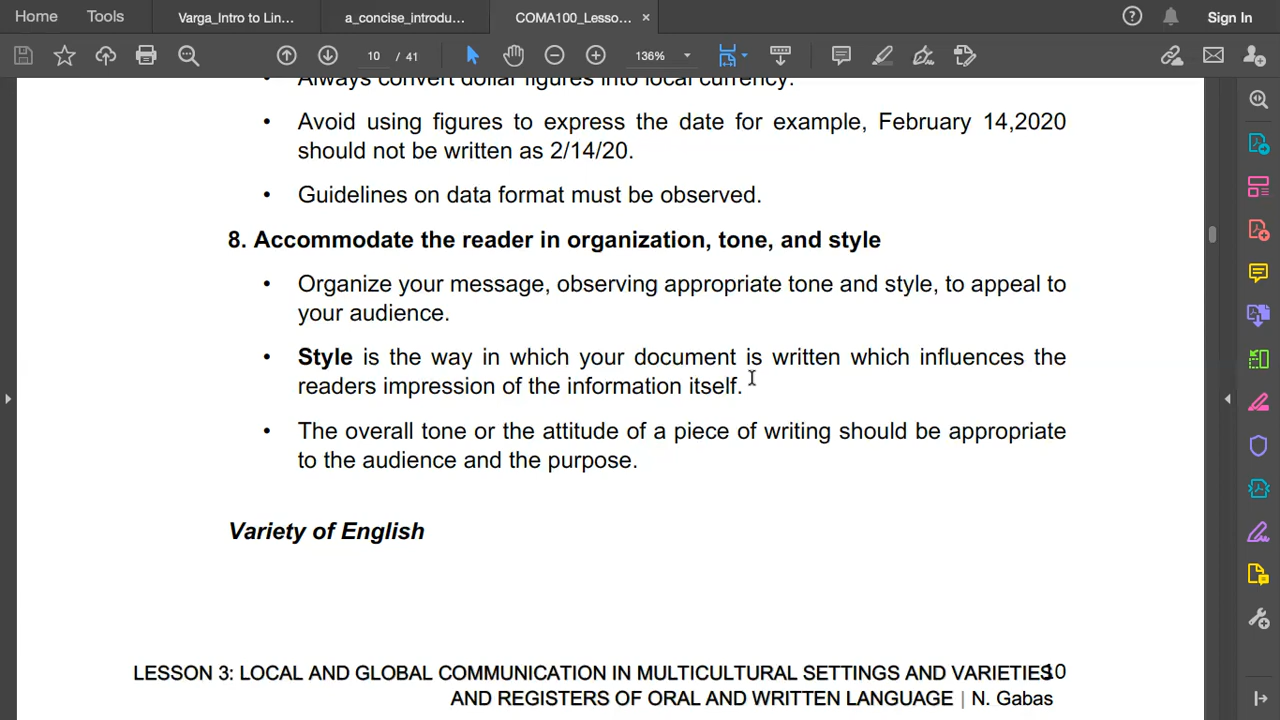 Home Tools Varga_Intro to Lin... a_concise_introdu... COMA100_Lesso... × Sign In
10 / 41 136%
• Always convert dollar figures into local currency.
• Avoid using figures to express the date for example, February 14,2020
should not be written as 2/14/20.
• Guidelines on data format must be observed.
8. Accommodate the reader in organization, tone, and style
• Organize your message, observing appropriate tone and style, to appeal to
your audience.
• Style is the way in which your document is written which influences the
readers impression of the information itself.
• The overall tone or the attitude of a piece of writing should be appropriate
to the audience and the purpose.
Variety of English
LESSON 3: LOCAL AND GLOBAL COMMUNICATION IN MULTICULTURAL SETTINGS AND VARIETIES 10
AND REGISTERS OF ORAL AND WRITTEN LANGUAGE | N. Gabas